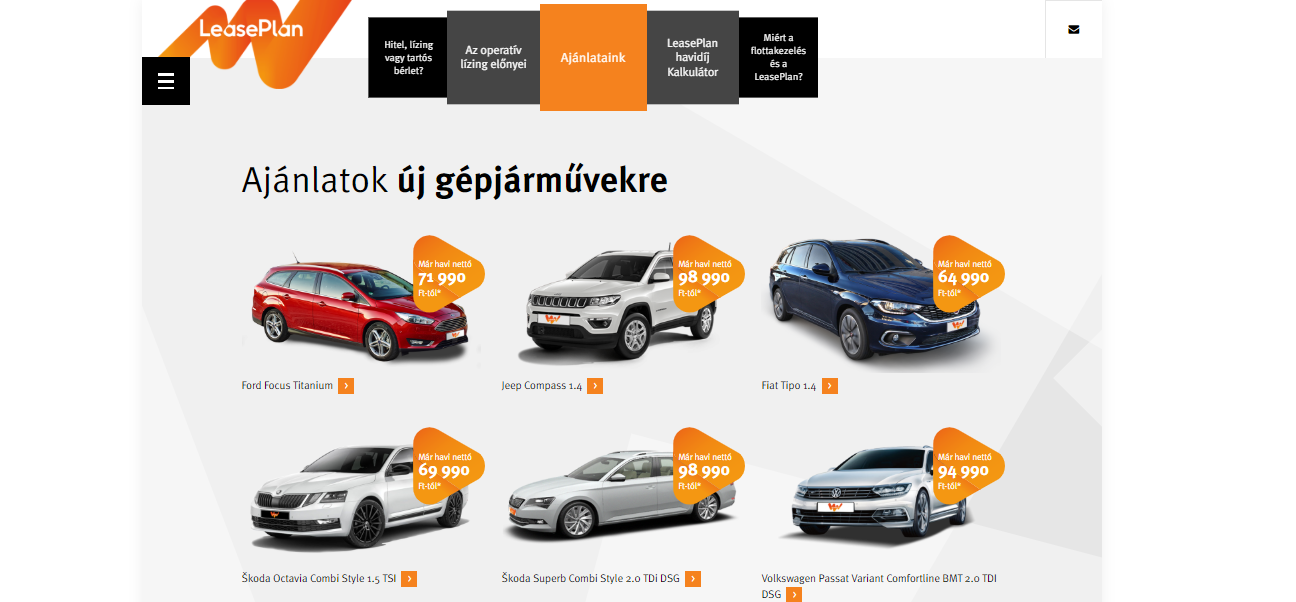 LeasePlan
Hitel, lízing
vagy tartós
bérlet?
Az operatív
lízing előnyei
Ajánlataink
LeasePlan
havidíj
Kalkulátor
Miért a
flottakezelés
és a
LeasePlan?
Ajánlatok új gépjárművekre
Már havi nettó
71 990
Ft-tól*
Már havi nettó
98 990
Ft-tól*
Már havi nettó
64 990
Ft-tól*
Ford Focus Titanium
Jeep Compass 1.4
Fiat Tipo 1.4
Már havi nettó
69 990
Ft-tól*
Már havi nettó
98 990
Ft-tól*
Már havi nettó
94 990
Ft-tól*
Škoda Octavia Combi Style 1.5 TSI
Škoda Superb Combi Style 2.0 TDi DSG
Volkswagen Passat Variant Comfortline BMT 2.0 TDI
DSG